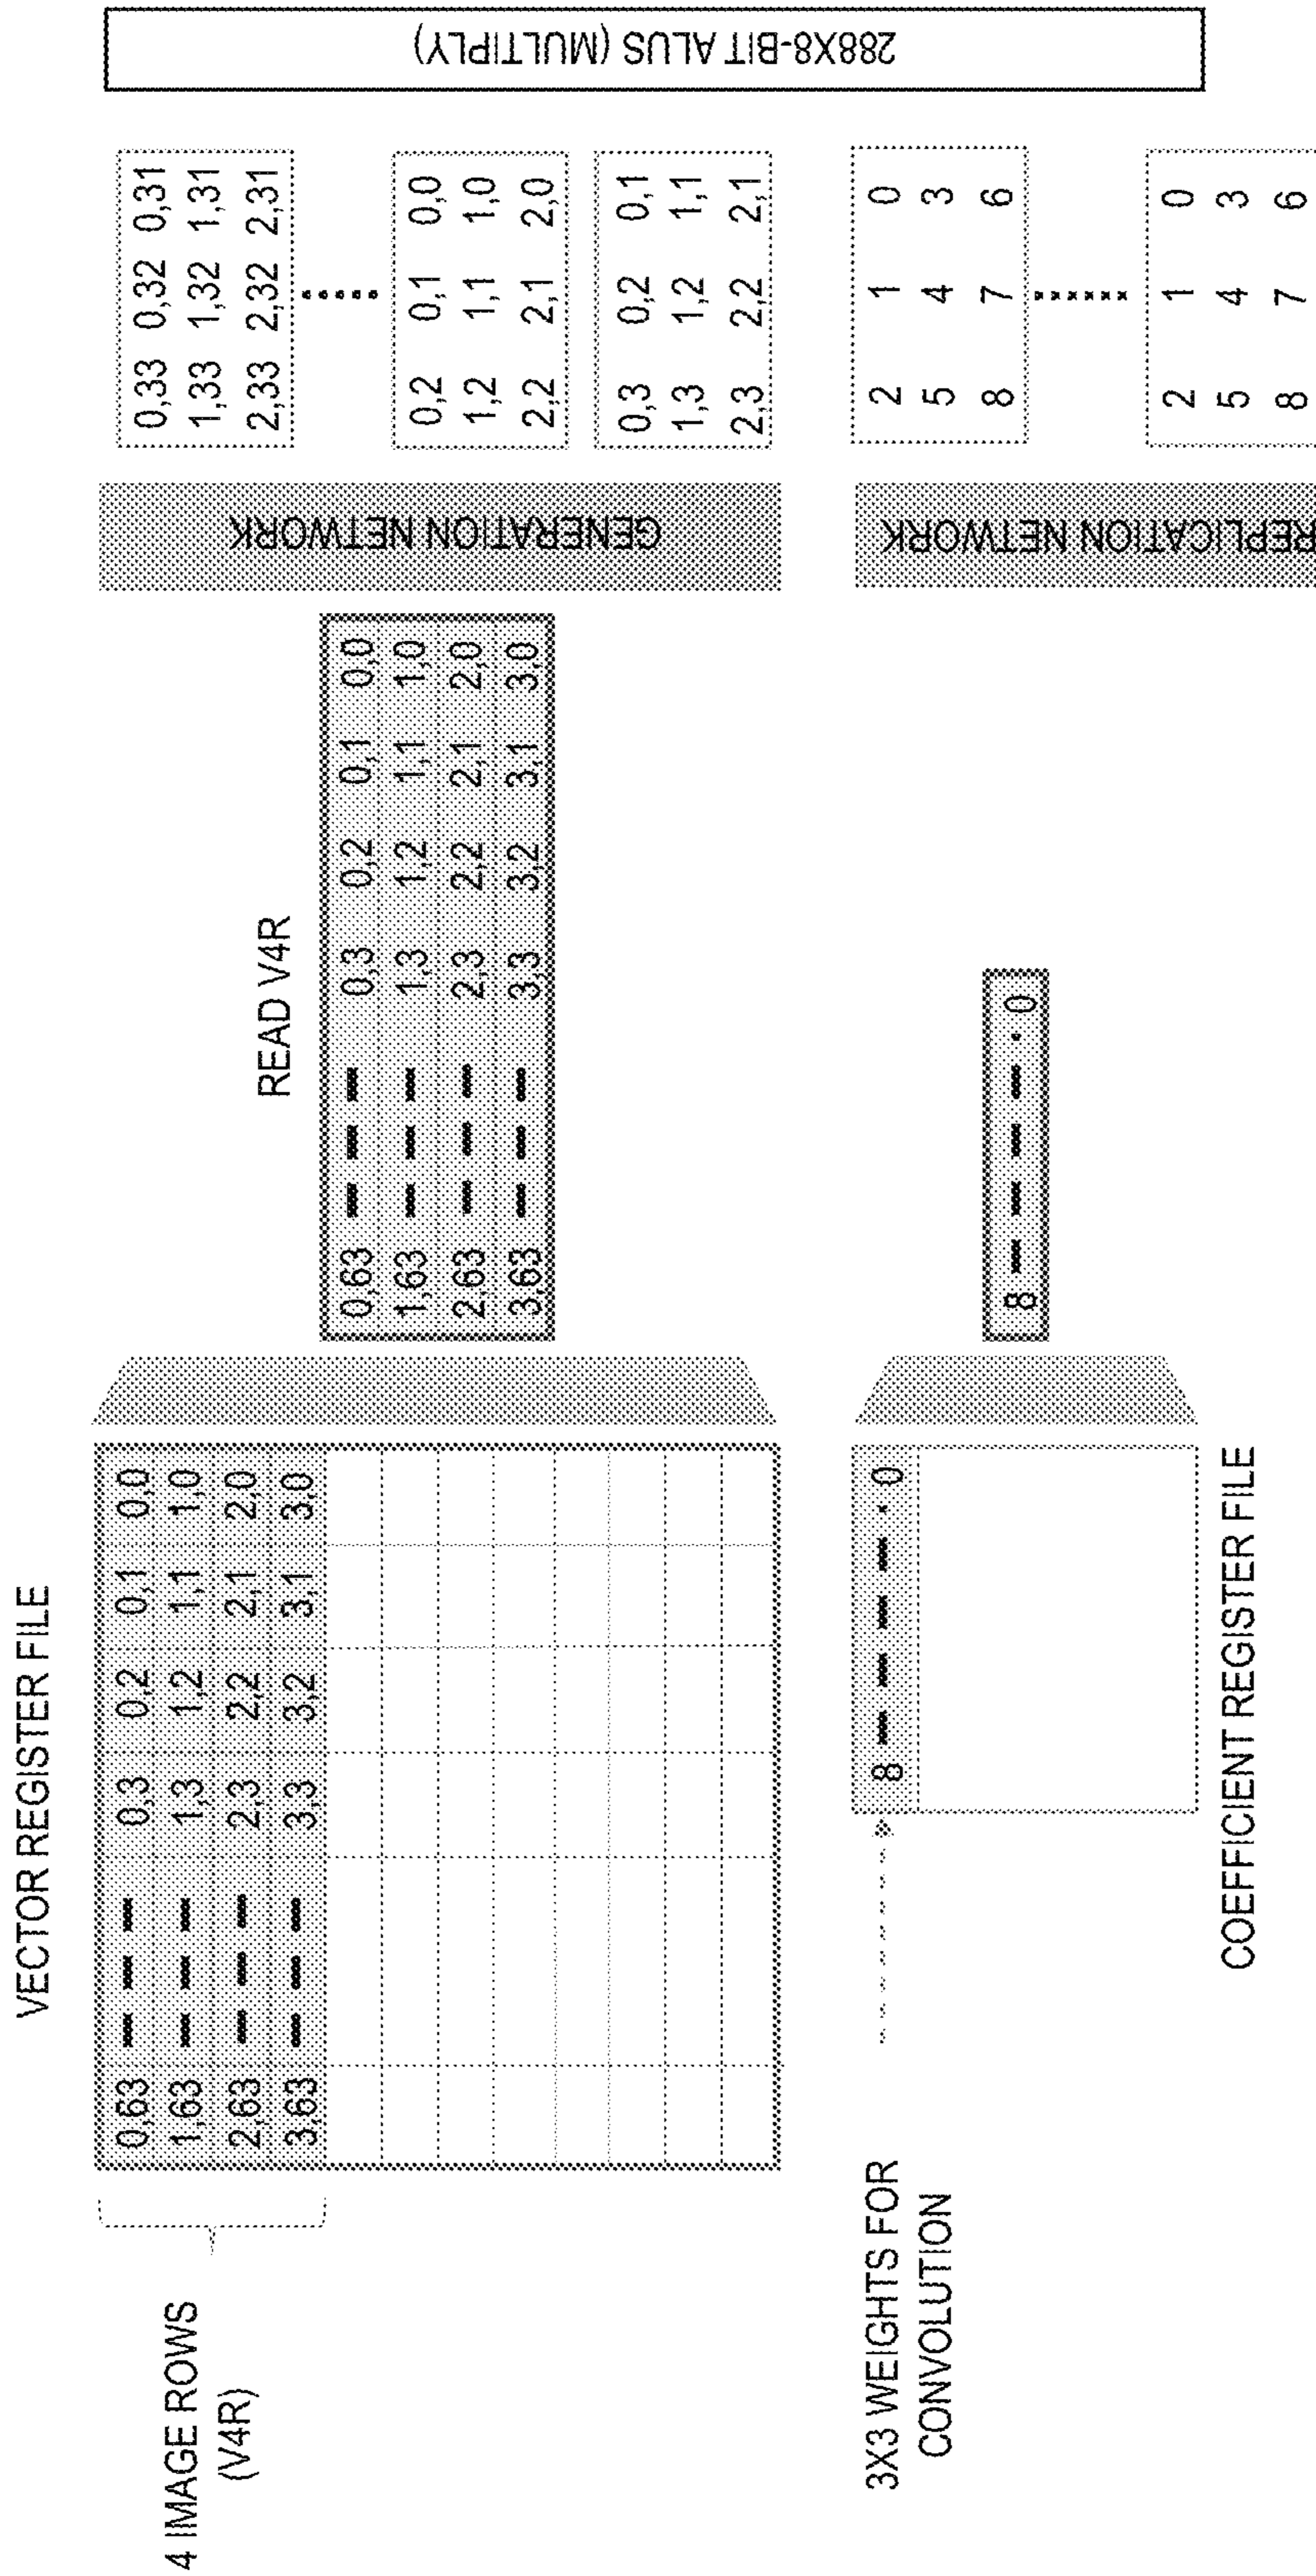 VECTOR REGISTER FILE
4 IMAGE ROWS
(V4R)
0,63 — — — 0,3 0,2 0,1 0,0
1,63 — — — 1,3 1,2 1,1 1,0
2,63 — — — 2,3 2,2 2,1 2,0
3,63 — — — 3,3 3,2 3,1 3,0
READ V4R
0,63 — — — 0,3 0,2 0,1 0,0
1,63 — — — 1,3 1,2 1,1 1,0
2,63 — — — 2,3 2,2 2,1 2,0
3,63 — — — 3,3 3,2 3,1 3,0
GENERATION NETWORK
0,33 0,32 0,31
1,33 1,32 1,31
2,33 2,32 2,31
0,2 0,1 0,0
1,2 1,1 1,0
2,2 2,1 2,0
0,3 0,2 0,1
1,3 1,2 1,1
2,3 2,2 2,1
288X8-BIT ALUS (MULTIPLY)
3X3 WEIGHTS FOR
CONVOLUTION
8 — — — — · 0
COEFFICIENT REGISTER FILE
8 — — — — · 0
REPLICATION NETWORK
2 1 0
5 4 3
8 7 6
2 1 0
5 4 3
8 7 6